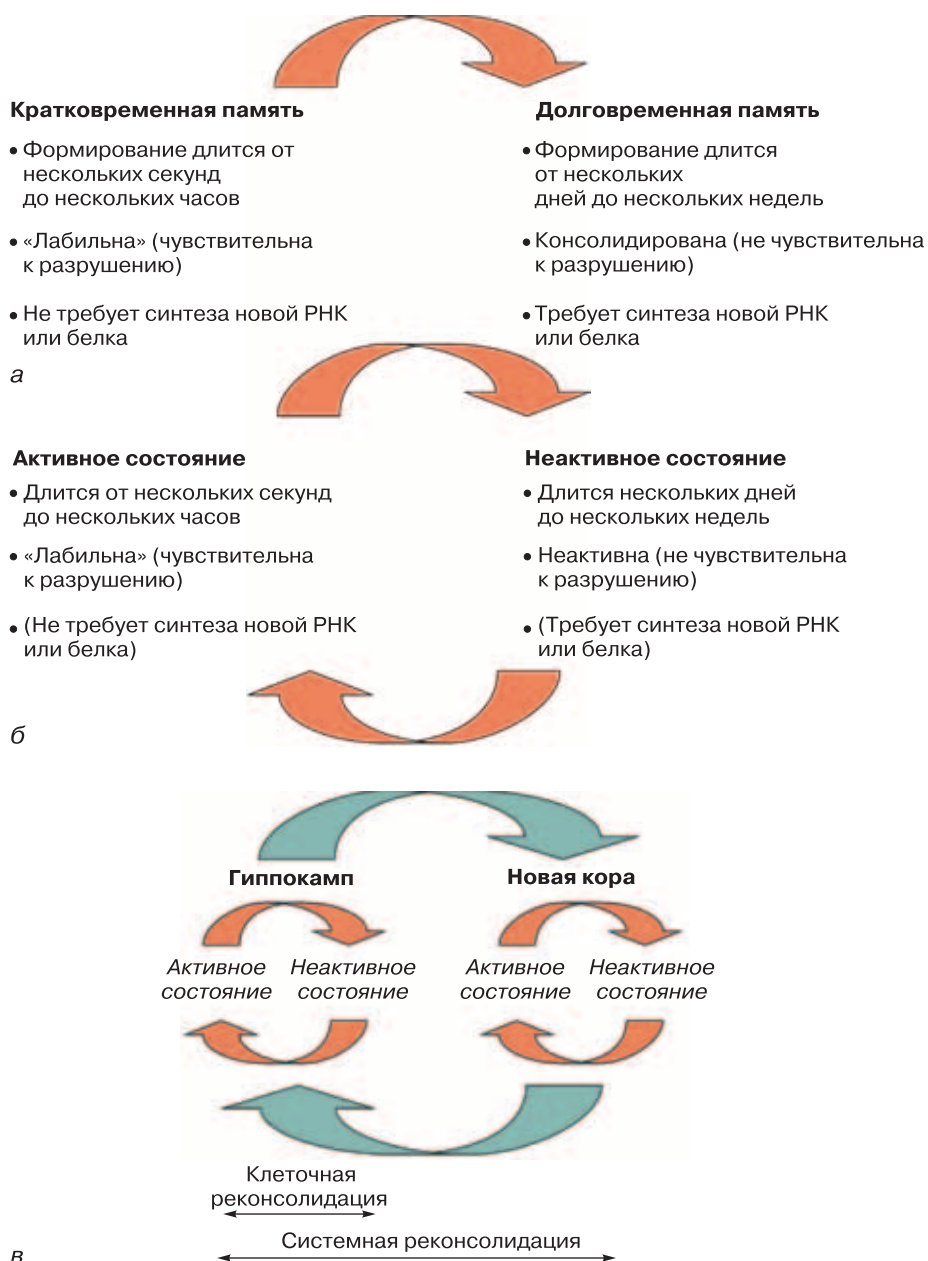 Кратковременная память
• Формирование длится от
нескольких секунд
до нескольких часов
• «Лабильна» (чувствительна
к разрушению)
• Не требует синтеза новой РНК
или белка
Долговременная память
• Формирование длится
от нескольких
дней до нескольких недель
• Консолидирована (не чувствительна
к разрушению)
• Требует синтеза новой РНК
или белка
а
Активное состояние
• Длится от нескольких секунд
до нескольких часов
• «Лабильна» (чувствительна
к разрушению)
• (Не требует синтеза новой РНК
или белка)
Неактивное состояние
• Длится нескольких дней
до нескольких недель
• Неактивна (не чувствительна
к разрушению)
• (Требует синтеза новой РНК
или белка)
б
Гиппокамп
Активное
состояние
Неактивное
состояние
Новая кора
Активное
состояние
Неактивное
состояние
Клеточная
реконсолидация
Системная реконсолидация
в